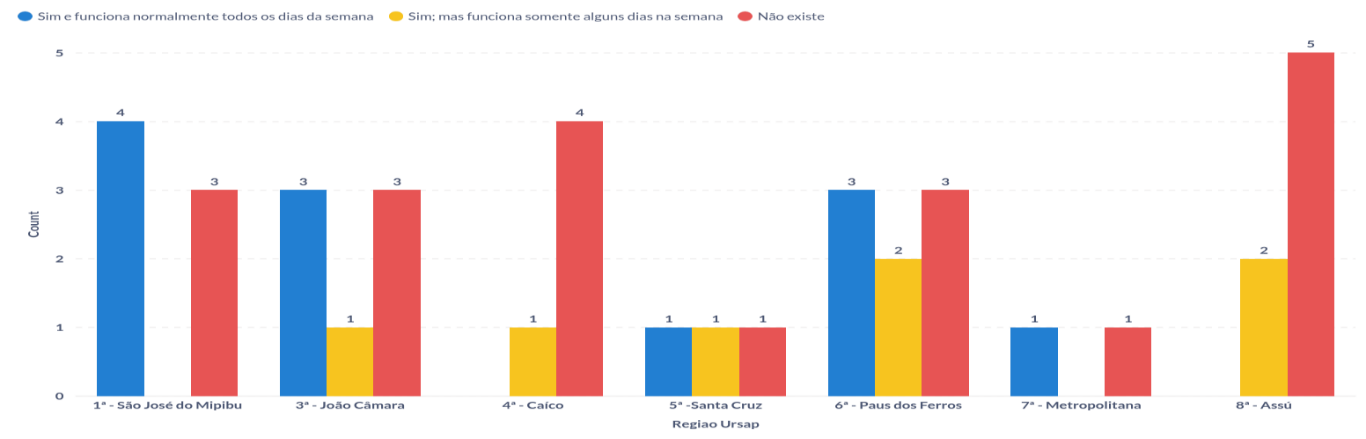 Sim e funciona normalmente todos os dias da semana Sim; mas funciona somente alguns dias na semana Não existe
5
4
3
2
1
0
Count
4 3
3 1 3
1 4
1 1 1
3 2 3
1 1
2 5
1ª - São José do Mipibu 3ª - João Câmara 4ª - Caíco 5ª -Santa Cruz 6ª - Paus dos Ferros 7ª - Metropolitana 8ª - Assú
Regiao Ursap